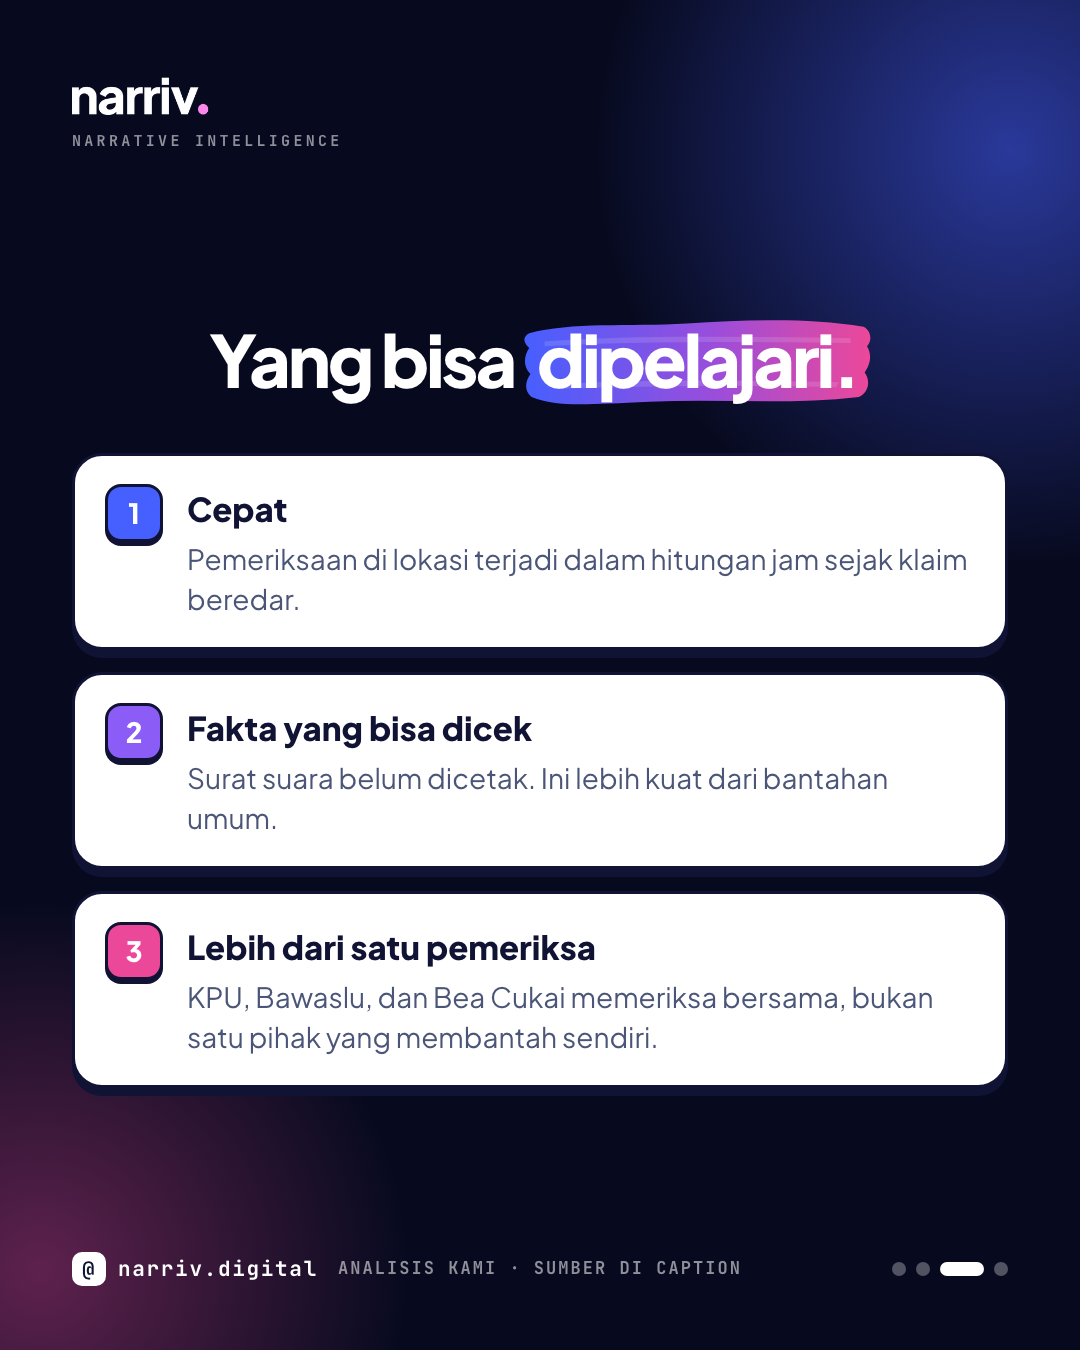 narriv.
NARRATIVE INTELLIGENCE
Yang bisa dipelajari.
1
Cepat
Pemeriksaan di lokasi terjadi dalam hitungan jam sejak klaim
beredar.
2
Fakta yang bisa dicek
Surat suara belum dicetak. Ini lebih kuat dari bantahan
umum.
3
Lebih dari satu pemeriksa
KPU, Bawaslu, dan Bea Cukai memeriksa bersama, bukan
satu pihak yang membantah sendiri.
@ narriv.digital ANALISIS KAMI · SUMBER DI CAPTION